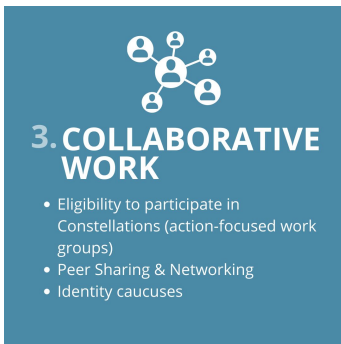 3. COLLABORATIVE
WORK
• Eligibility to participate in
Constellations (action-focused work
groups)
• Peer Sharing & Networking
• Identity caucuses